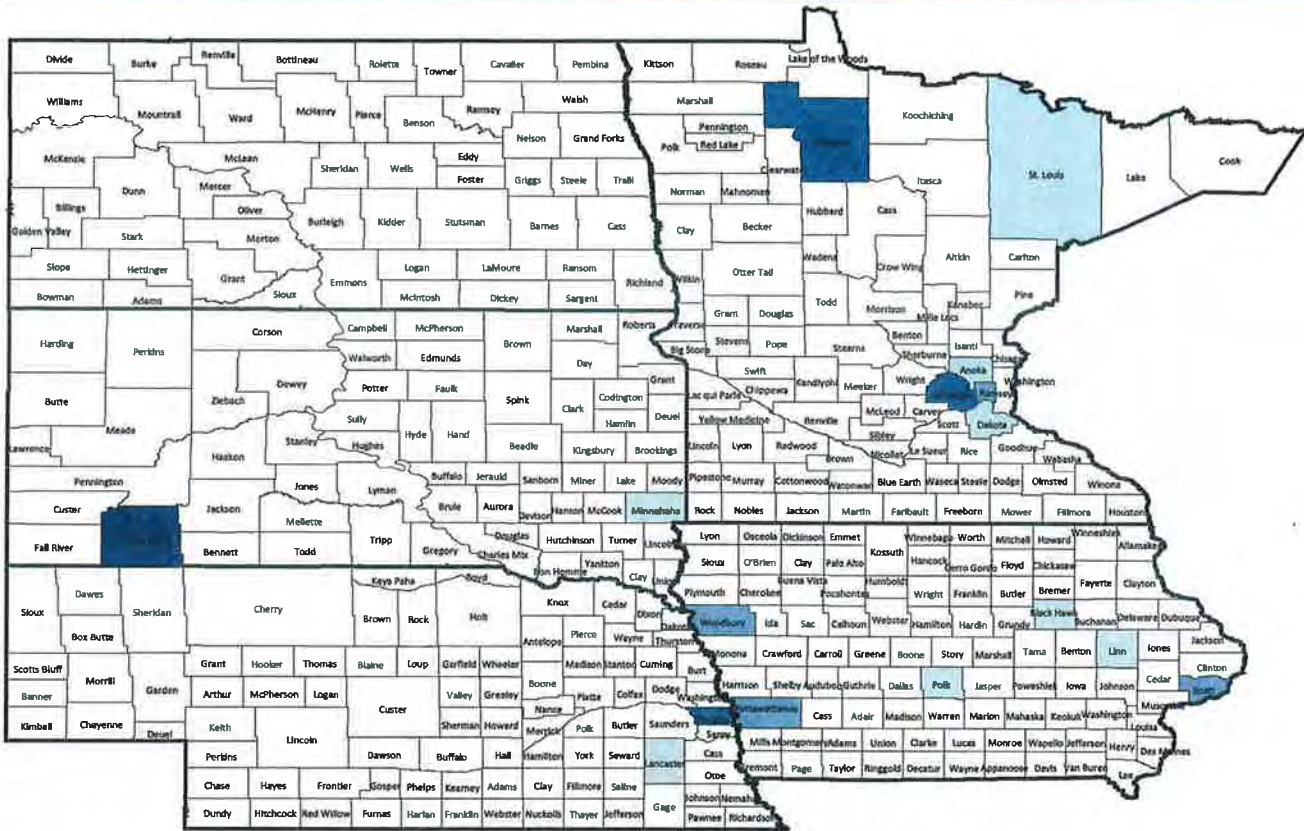 Divide Burke Renville Bottineau Rolette Towner Cavalier Pembina
Williams Mountrail Ward McHenry Pierce Benson Ramsey Walsh
Nelson Grand Forks
McKenzie McLean Sheridan Wells Eddy
Foster Griggs Steele Traill
Dunn Mercer
Oliver
Billings Golden Valley Stark Morton Burleigh Kidder Stutsman Barnes Cass
Slope Hettinger Grant Emmons Logan LaMoure Ransom Richland
Bowman Adams Sioux McIntosh Dickey Sargent
Kittson Roseau Lake of the Woods
Marshall Koochiching
Pennington
Red Lake
Polk Clearwater Itasca St. Louis Lake Cook
Norman Mahnomen Hubbard Cass
Clay Becker
Wilkin Otter Tail Wadena Crow Wing Aitkin Carlton
Todd Morrison Mille Lacs Kanabec Pine
Traverse Grant Douglas
Stevens Pope Stearns Benton Isanti
Big Stone Swift Sherburne Anoka Chisago
Lac qui Parle Chippewa Kandiyohi Meeker Wright Ramsey Washington
Yellow Medicine Renville McLeod Carver Scott Dakota
Lincoln Lyon Redwood Brown Sibley Nicollet Le Sueur Rice Goodhue Wabasha
Pipestone Murray Cottonwood Watonwan Blue Earth Waseca Steele Dodge Olmsted Winona
Rock Nobles Jackson Martin Faribault Freeborn Mower Fillmore Houston
Harding Perkins Corson Campbell McPherson Brown Marshall Roberts
Walworth Edmunds Day
Butte Ziebach Dewey Potter Faulk Spink Clark Codington Grant
Hamlin Deuel
Meade Sully Hyde Hand Beadle Kingsbury Brookings
Lawrence Haakon Stanley Hughes
Pennington Jones Lyman Buffalo Jerauld Sanborn Miner Lake Moody
Custer Jackson Mellette Brule Aurora Davison Hanson McCook Minnehaha
Fall River Bennett Todd Tripp Gregory Douglas Charles Mix Hutchinson Turner Lincoln
Bon Homme Yankton Clay Union
Sioux Dawes Sheridan Cherry Keya Paha Boyd Knox Cedar Dixon Dakota
Box Butte Brown Rock Holt Antelope Pierce Wayne Thurston
Scotts Bluff Morrill Garden Grant Hooker Thomas Blaine Loup Garfield Wheeler Madison Stanton Cuming Burt
Banner Arthur McPherson Logan Custer Valley Greeley Boone Platte Colfax Dodge Washington
Kimball Cheyenne Deuel Keith Lincoln Sherman Howard Nance Merrick Polk Butler Saunders Sarpy
Perkins Dawson Buffalo Hall Hamilton York Seward Lancaster Cass
Otoe
Chase Hayes Frontier Gosper Phelps Kearney Adams Clay Fillmore Saline Gage Johnson Nemaha
Dundy Hitchcock Red Willow Furnas Harlan Franklin Webster Nuckolls Thayer Jefferson Pawnee Richardson
Lyon Osceola Dickinson Emmet Kossuth Winnebago Worth Mitchell Howard Winneshiek Allamakee
Sioux O'Brien Clay Palo Alto Hancock Cerro Gordo Floyd Chickasaw
Plymouth Cherokee Buena Vista Pocahontas Humboldt Wright Franklin Butler Bremer Fayette Clayton
Woodbury Ida Sac Calhoun Webster Hamilton Hardin Grundy Black Hawk Buchanan Delaware Dubuque
Monona Crawford Carroll Greene Boone Story Marshall Tama Benton Linn Jones Jackson
Harrison Shelby Audubon Guthrie Dallas Polk Jasper Poweshiek Iowa Johnson Cedar Clinton
Scott
Muscatine
Pottawattamie Cass Adair Madison Warren Marion Mahaska Keokuk Washington Louisa
Mills Montgomery Adams Union Clarke Lucas Monroe Wapello Jefferson Henry Des Moines
Fremont Page Taylor Ringgold Decatur Wayne Appanoose Davis Van Buren Lee